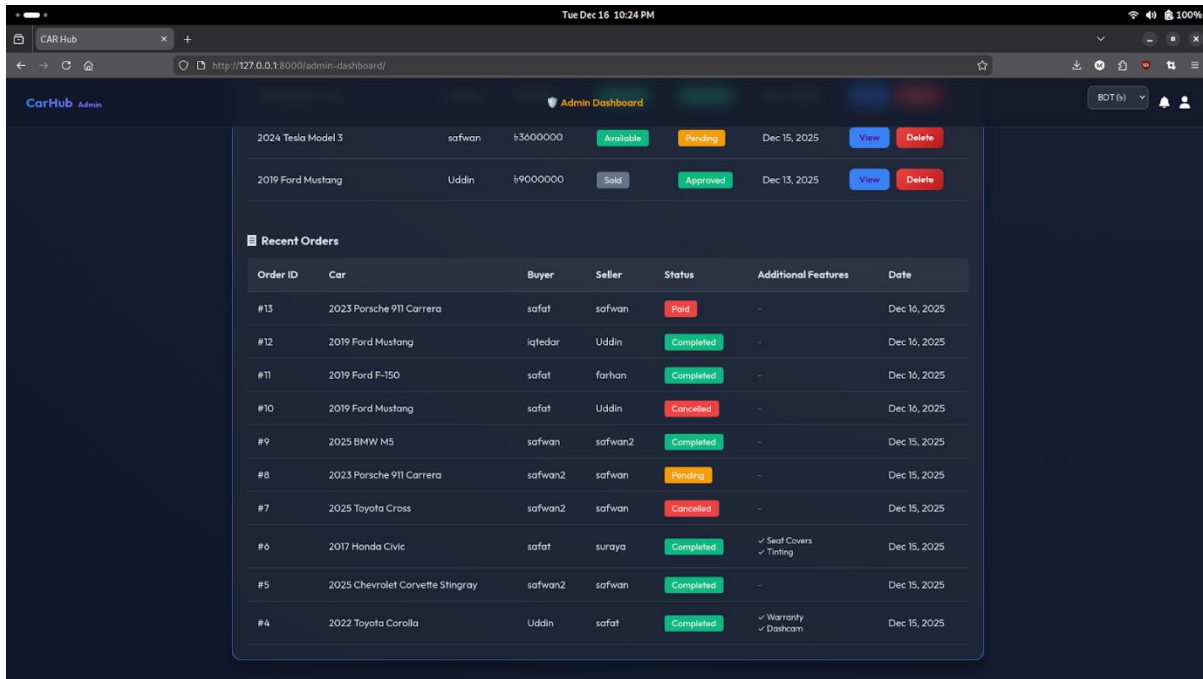 Tue Dec 16 10:24 PM
100%
CAR Hub
http://127.0.0.1:8000/admin-dashboard/
CarHub Admin
Admin Dashboard
BDT (৳)
2024 Tesla Model 3 safwan ৳3600000 Available Pending Dec 15, 2025 View Delete
2019 Ford Mustang Uddin ৳9000000 Sold Approved Dec 13, 2025 View Delete
Recent Orders
Order ID Car Buyer Seller Status Additional Features Date
#13 2023 Porsche 911 Carrera safat safwan Paid - Dec 16, 2025
#12 2019 Ford Mustang iqtedar Uddin Completed - Dec 16, 2025
#11 2019 Ford F-150 safat farhan Completed - Dec 16, 2025
#10 2019 Ford Mustang safat Uddin Cancelled - Dec 16, 2025
#9 2025 BMW M5 safwan safwan2 Completed - Dec 15, 2025
#8 2023 Porsche 911 Carrera safwan2 safwan Pending - Dec 15, 2025
#7 2025 Toyota Cross safwan2 safwan Cancelled - Dec 15, 2025
#6 2017 Honda Civic safat suraya Completed ✓ Seat Covers Dec 15, 2025
✓ Tinting
#5 2025 Chevrolet Corvette Stingray safwan2 safwan Completed - Dec 15, 2025
#4 2022 Toyota Corolla Uddin safat Completed ✓ Warranty Dec 15, 2025
✓ Dashcam